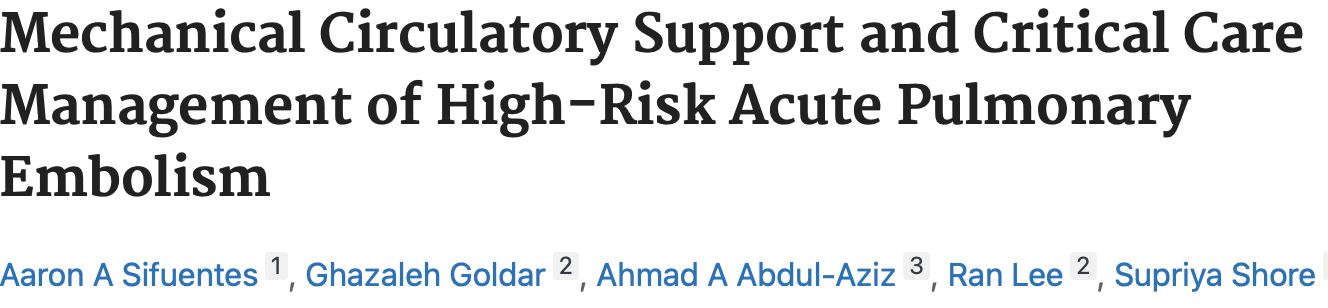 Mechanical Circulatory Support and Critical Care
Management of High-Risk Acute Pulmonary
Embolism
Aaron A Sifuentes 1, Ghazaleh Goldar 2, Ahmad A Abdul-Aziz 3, Ran Lee 2, Supriya Shore